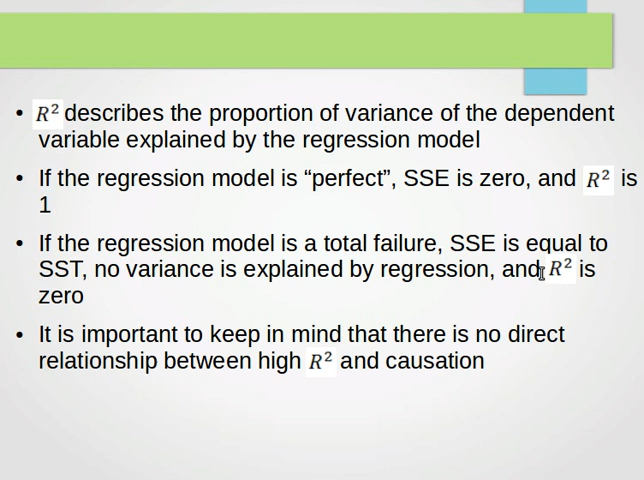 • R² describes the proportion of variance of the dependent
variable explained by the regression model
• If the regression model is “perfect”, SSE is zero, and R² is
1
• If the regression model is a total failure, SSE is equal to
SST, no variance is explained by regression, and R² is
zero
• It is important to keep in mind that there is no direct
relationship between high R² and causation